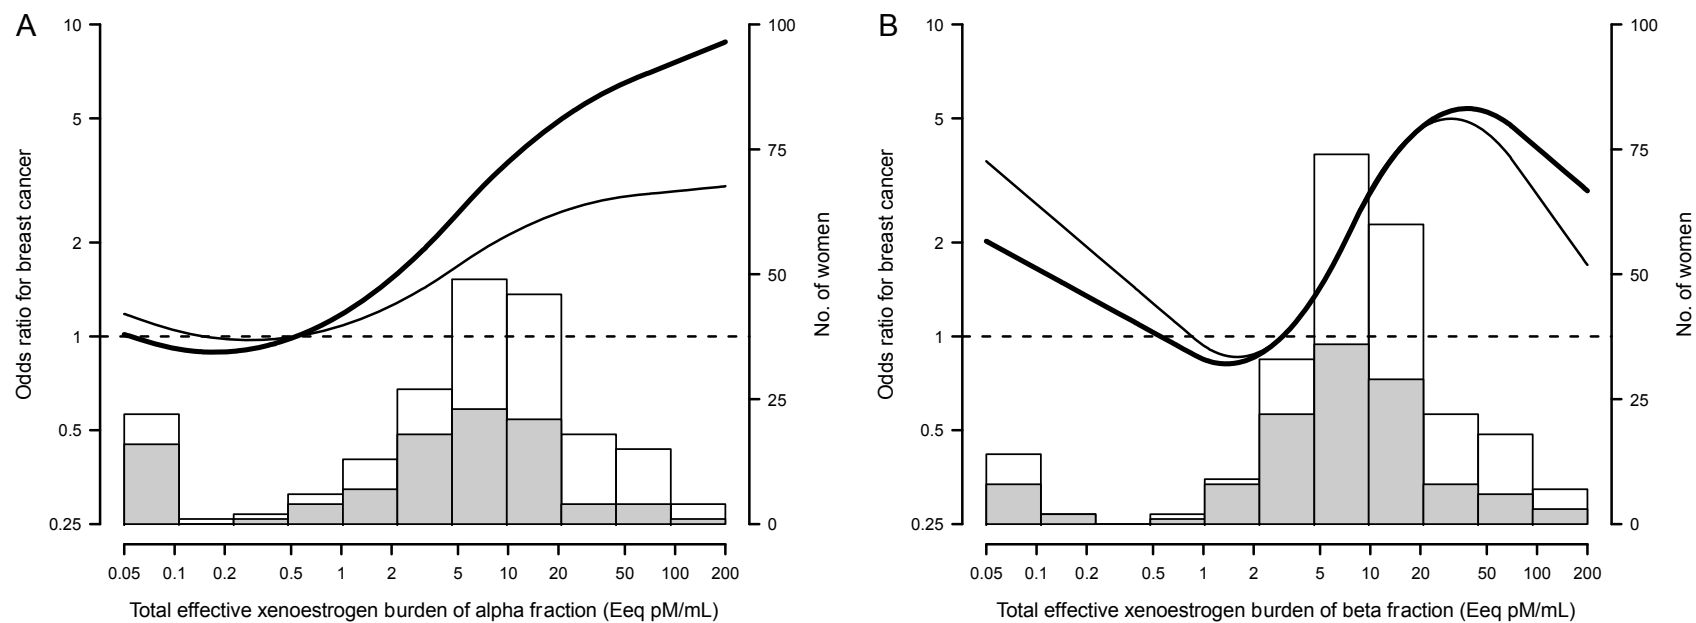 A
10
5
2
1
0.5
0.25
Odds ratio for breast cancer
100
75
50
25
0
No. of women
0.05 0.1 0.2 0.5 1 2 5 10 20 50 100 200
Total effective xenoestrogen burden of alpha fraction (Eeq pM/mL)
B
10
5
2
1
0.5
0.25
Odds ratio for breast cancer
100
75
50
25
0
No. of women
0.05 0.1 0.2 0.5 1 2 5 10 20 50 100 200
Total effective xenoestrogen burden of beta fraction (Eeq pM/mL)